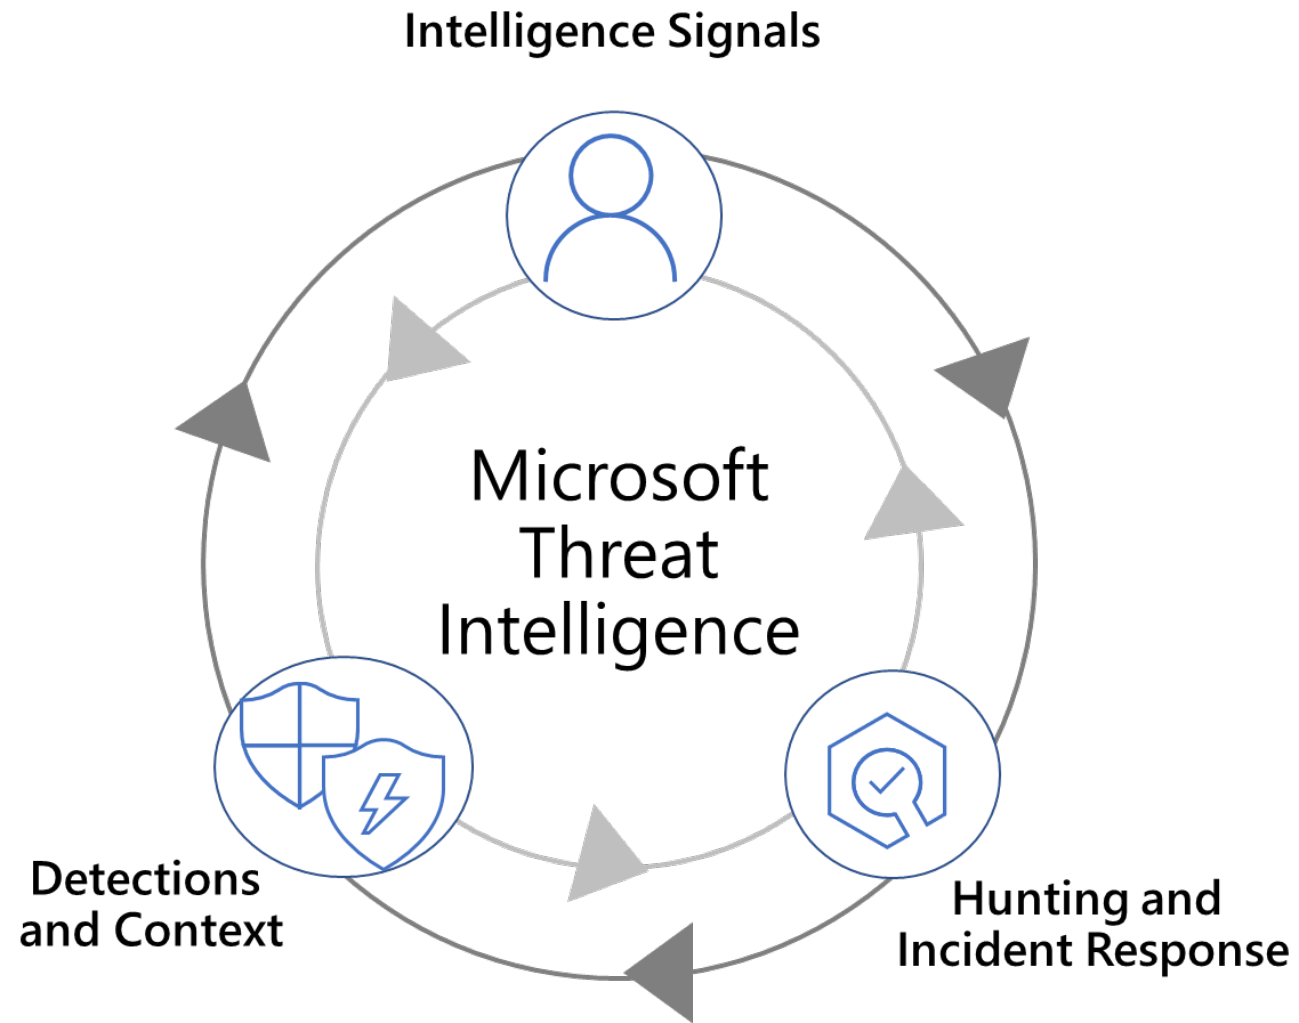 Intelligence Signals
Microsoft
Threat
Intelligence
Detections
and Context
Hunting and
Incident Response